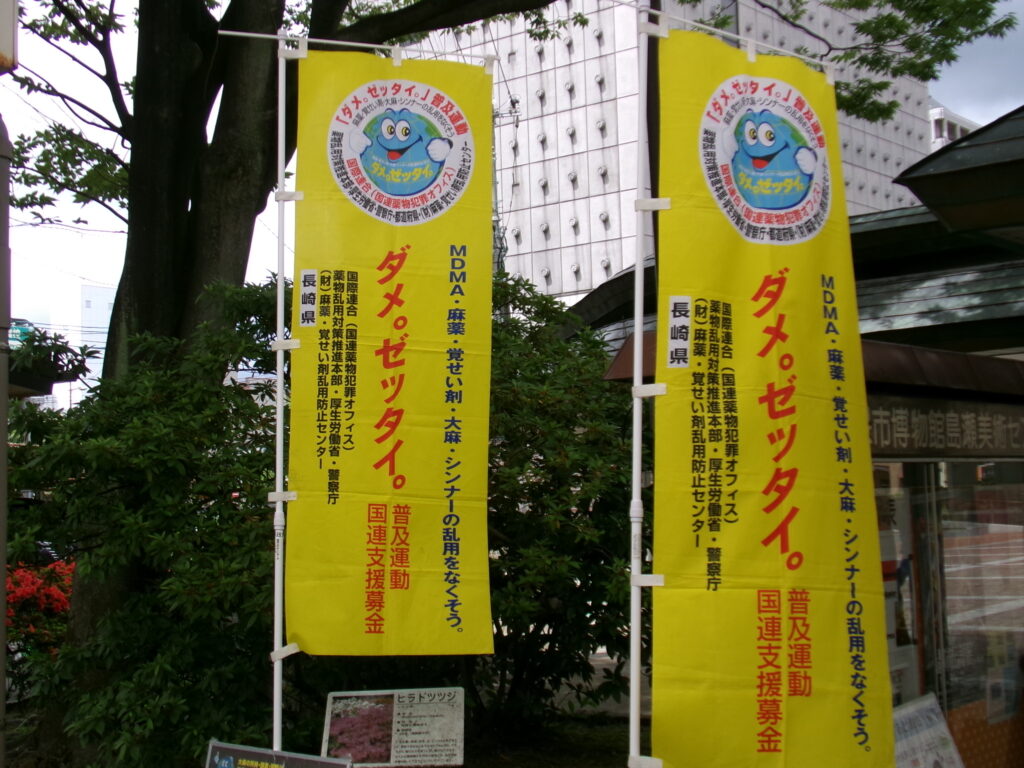 「ダメ。ゼッタイ。」普及運動
ダメ。ゼッタイ。
国際連合(国連薬物犯罪オフィス)
MDMA・麻薬・覚せい剤・大麻・シンナーの乱用をなくそう。
ダメ。ゼッタイ。
普及運動
国連支援募金
国際連合(国連薬物犯罪オフィス)
薬物乱用対策推進本部・厚生労働省・警察庁
(財)麻薬・覚せい剤乱用防止センター
長崎県
「ダメ。ゼッタイ。」普及運動
ダメ。ゼッタイ。
国際連合(国連薬物犯罪オフィス)
MDMA・麻薬・覚せい剤・大麻・シンナーの乱用をなくそう。
ダメ。ゼッタイ。
普及運動
国連支援募金
国際連合(国連薬物犯罪オフィス)
薬物乱用対策推進本部・厚生労働省・警察庁
(財)麻薬・覚せい剤乱用防止センター
長崎県
市博物館島瀬美術セ
ヒラドツツジ